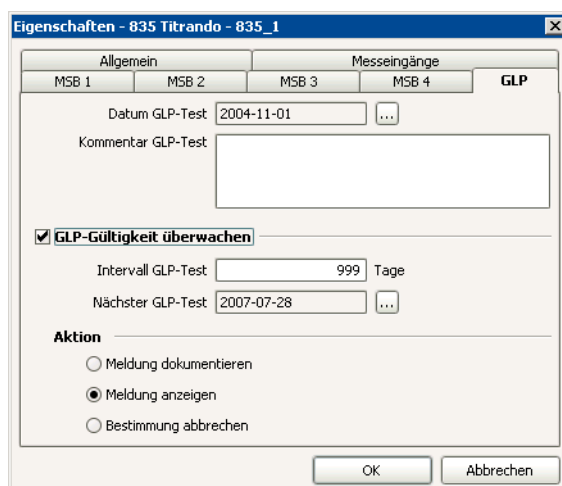 Eigenschaften - 835 Titrando - 835_1
Allgemein Messeingänge
MSB 1 MSB 2 MSB 3 MSB 4 GLP
Datum GLP-Test 2004-11-01 ...
Kommentar GLP-Test
GLP-Gültigkeit überwachen
Intervall GLP-Test 999 Tage
Nächster GLP-Test 2007-07-28 ...
Aktion
Meldung dokumentieren
Meldung anzeigen
Bestimmung abbrechen
OK Abbrechen